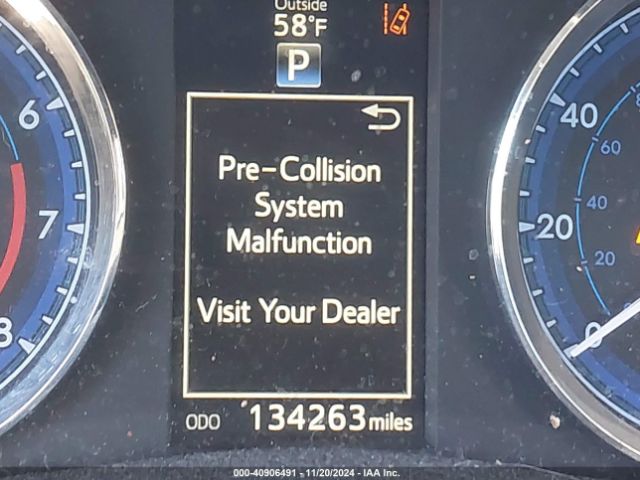 Outside
58°F
P
Pre-Collision
System
Malfunction
Visit Your Dealer
ODO 134263 miles
6
7
8
40
60
20
40
20
0
000-40906491 - 11/20/2024 - IAA Inc.